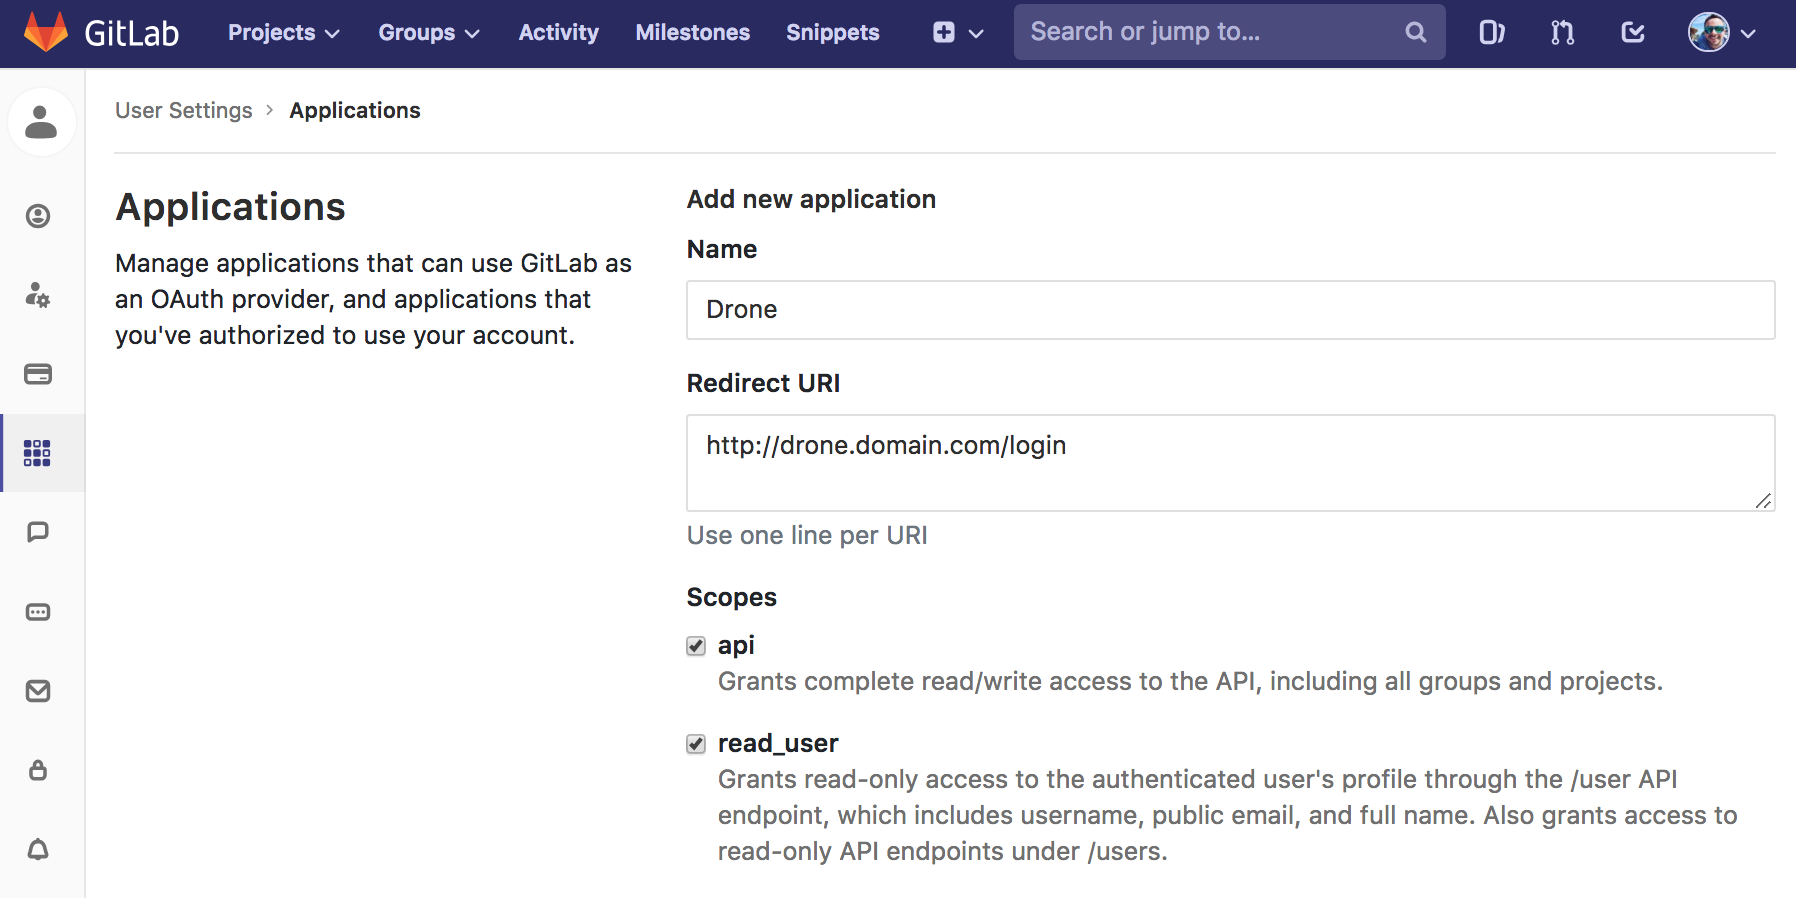 GitLab Projects Groups Activity Milestones Snippets Search or jump to...
User Settings > Applications
Applications
Manage applications that can use GitLab as
an OAuth provider, and applications that
you've authorized to use your account.
Add new application
Name
Drone
Redirect URI
http://drone.domain.com/login
Use one line per URI
Scopes
api
Grants complete read/write access to the API, including all groups and projects.
read_user
Grants read-only access to the authenticated user's profile through the /user API
endpoint, which includes username, public email, and full name. Also grants access to
read-only API endpoints under /users.